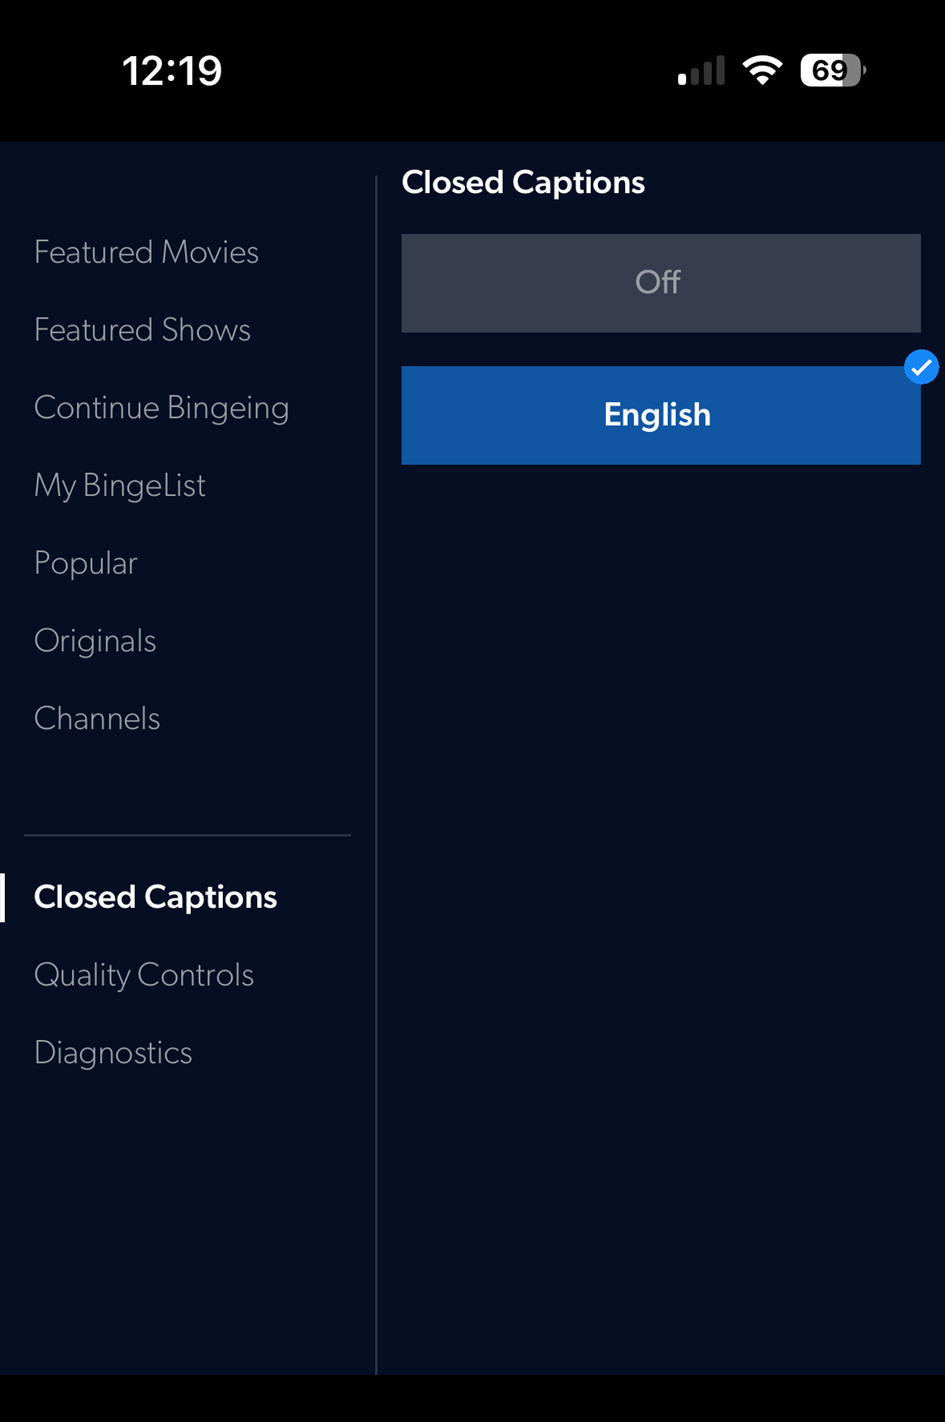 12:19
69
Featured Movies
Featured Shows
Continue Bingeing
My BingeList
Popular
Originals
Channels
Closed Captions
Quality Controls
Diagnostics
Closed Captions
Off
English